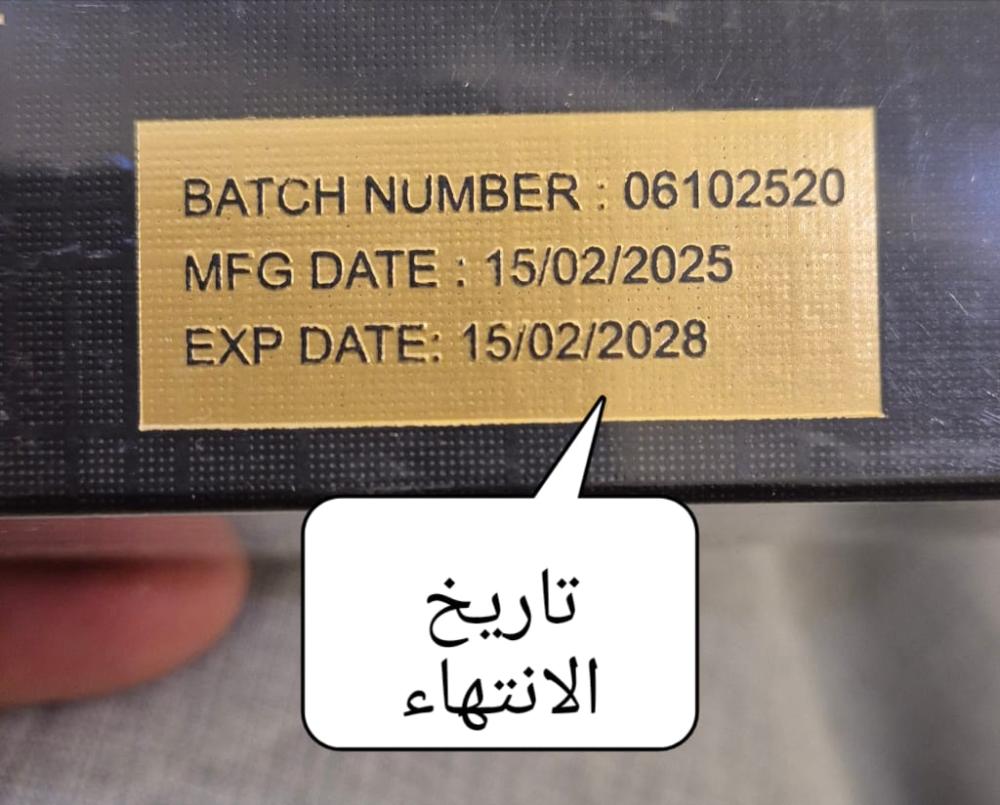 BATCH NUMBER : 06102520
MFG DATE : 15/02/2025
EXP DATE: 15/02/2028
تاريخ
الانتهاء